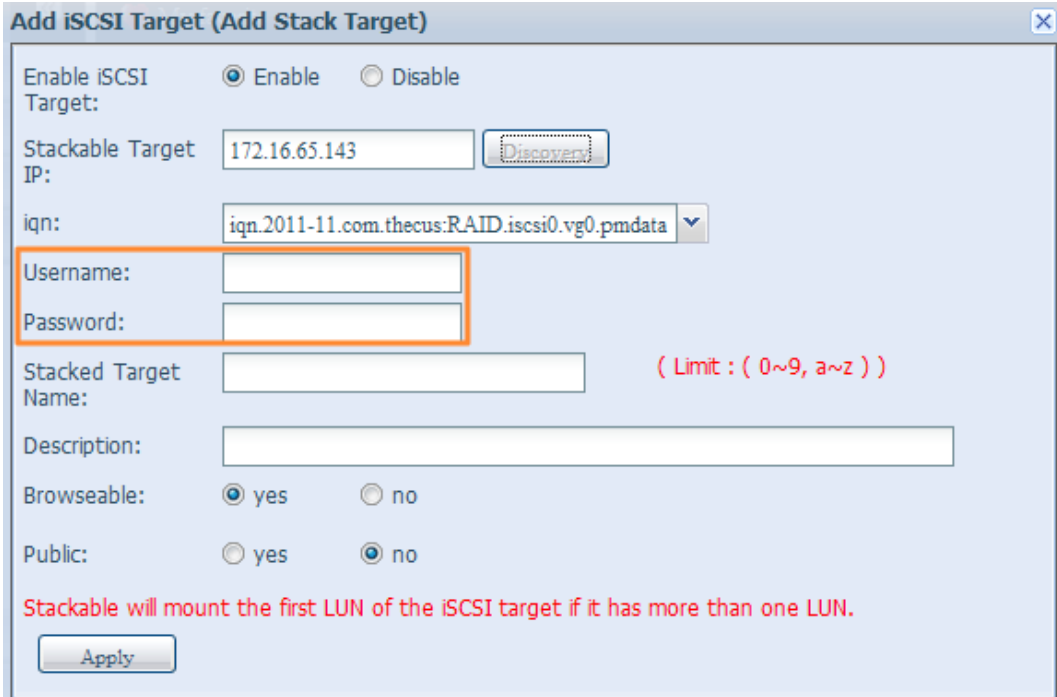 Add iSCSI Target (Add Stack Target)
Enable iSCSI Enable Disable
Target:
Stackable Target 172.16.65.143 Discovery
IP:
iqn: iqn.2011-11.com.thecus:RAID.iscsi0.vg0.pmdata
Username:
Password:
Stacked Target ( Limit : ( 0~9, a~z ) )
Name:
Description:
Browseable: yes no
Public: yes no
Stackable will mount the first LUN of the iSCSI target if it has more than one LUN.
Apply